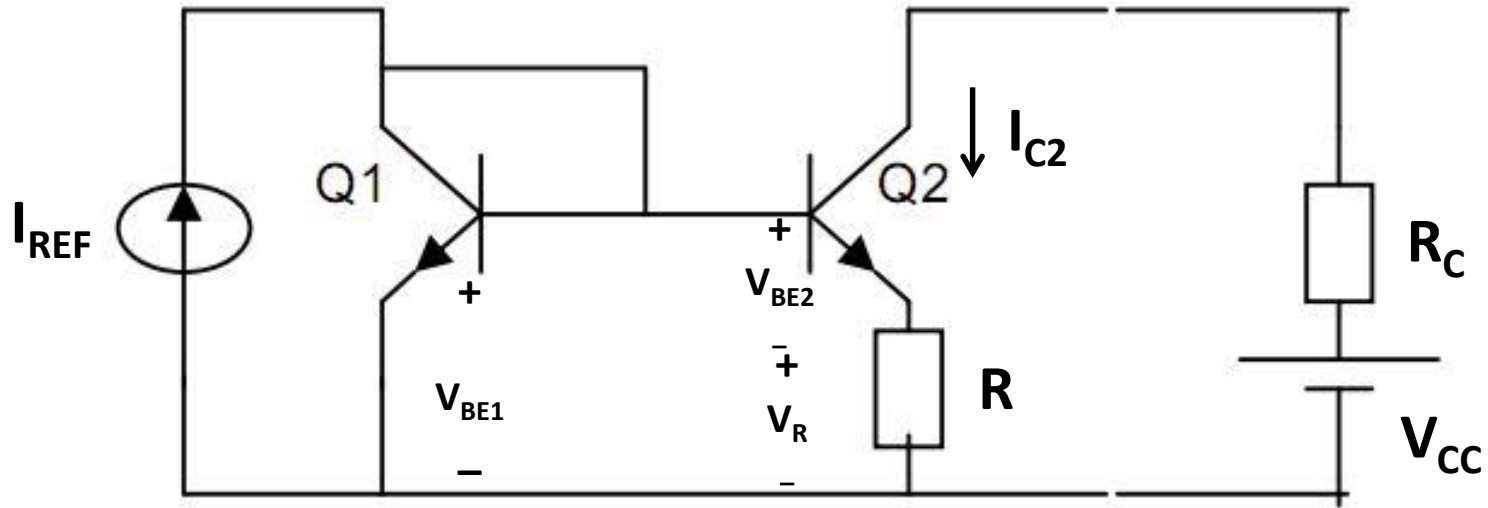 Q1
Q2
I_C2
I_REF
+
V_BE2
–
R_C
+
+
V_BE1
–
V_R
–
R
V_CC